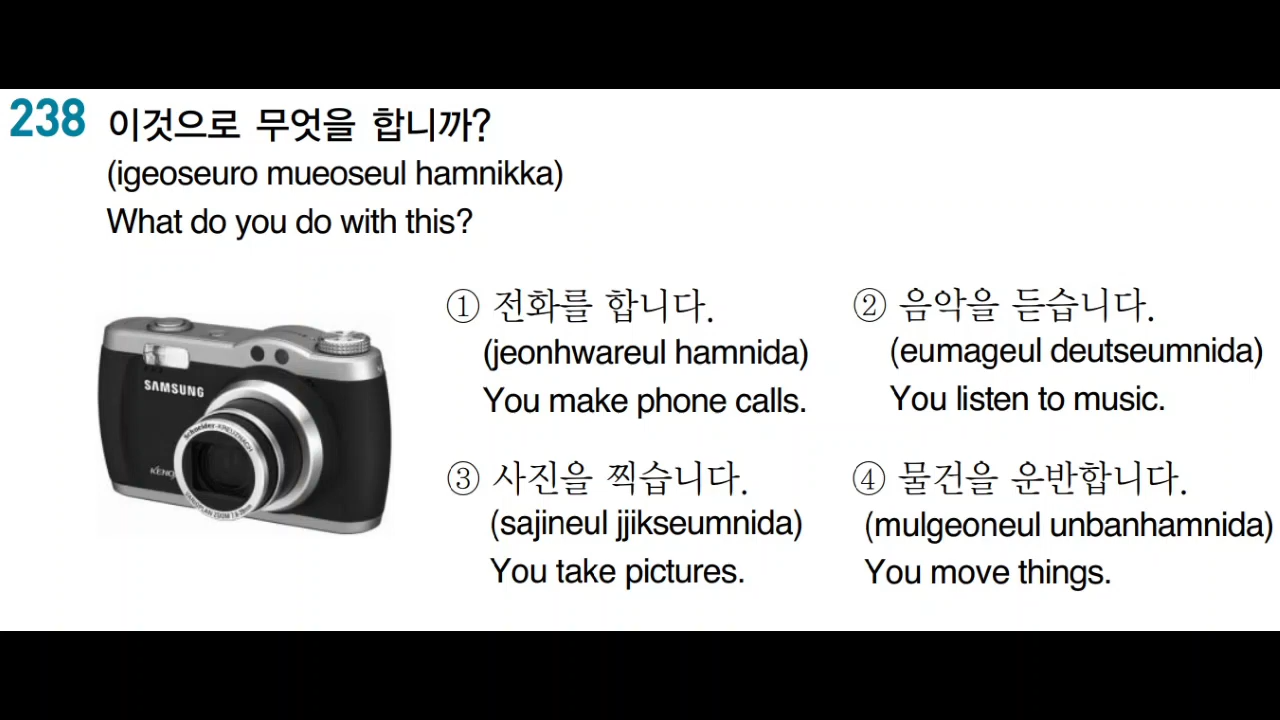 238 이것으로 무엇을 합니까?
(igeoseuro mueoseul hamnikka)
What do you do with this?
SAMSUNG
Schneider-KREUZNACH
① 전화를 합니다.
(jeonhwareul hamnida)
You make phone calls.
② 음악을 듣습니다.
(eumageul deutseumnida)
You listen to music.
③ 사진을 찍습니다.
(sajineul jjikseumnida)
You take pictures.
④ 물건을 운반합니다.
(mulgeoneul unbanhamnida)
You move things.